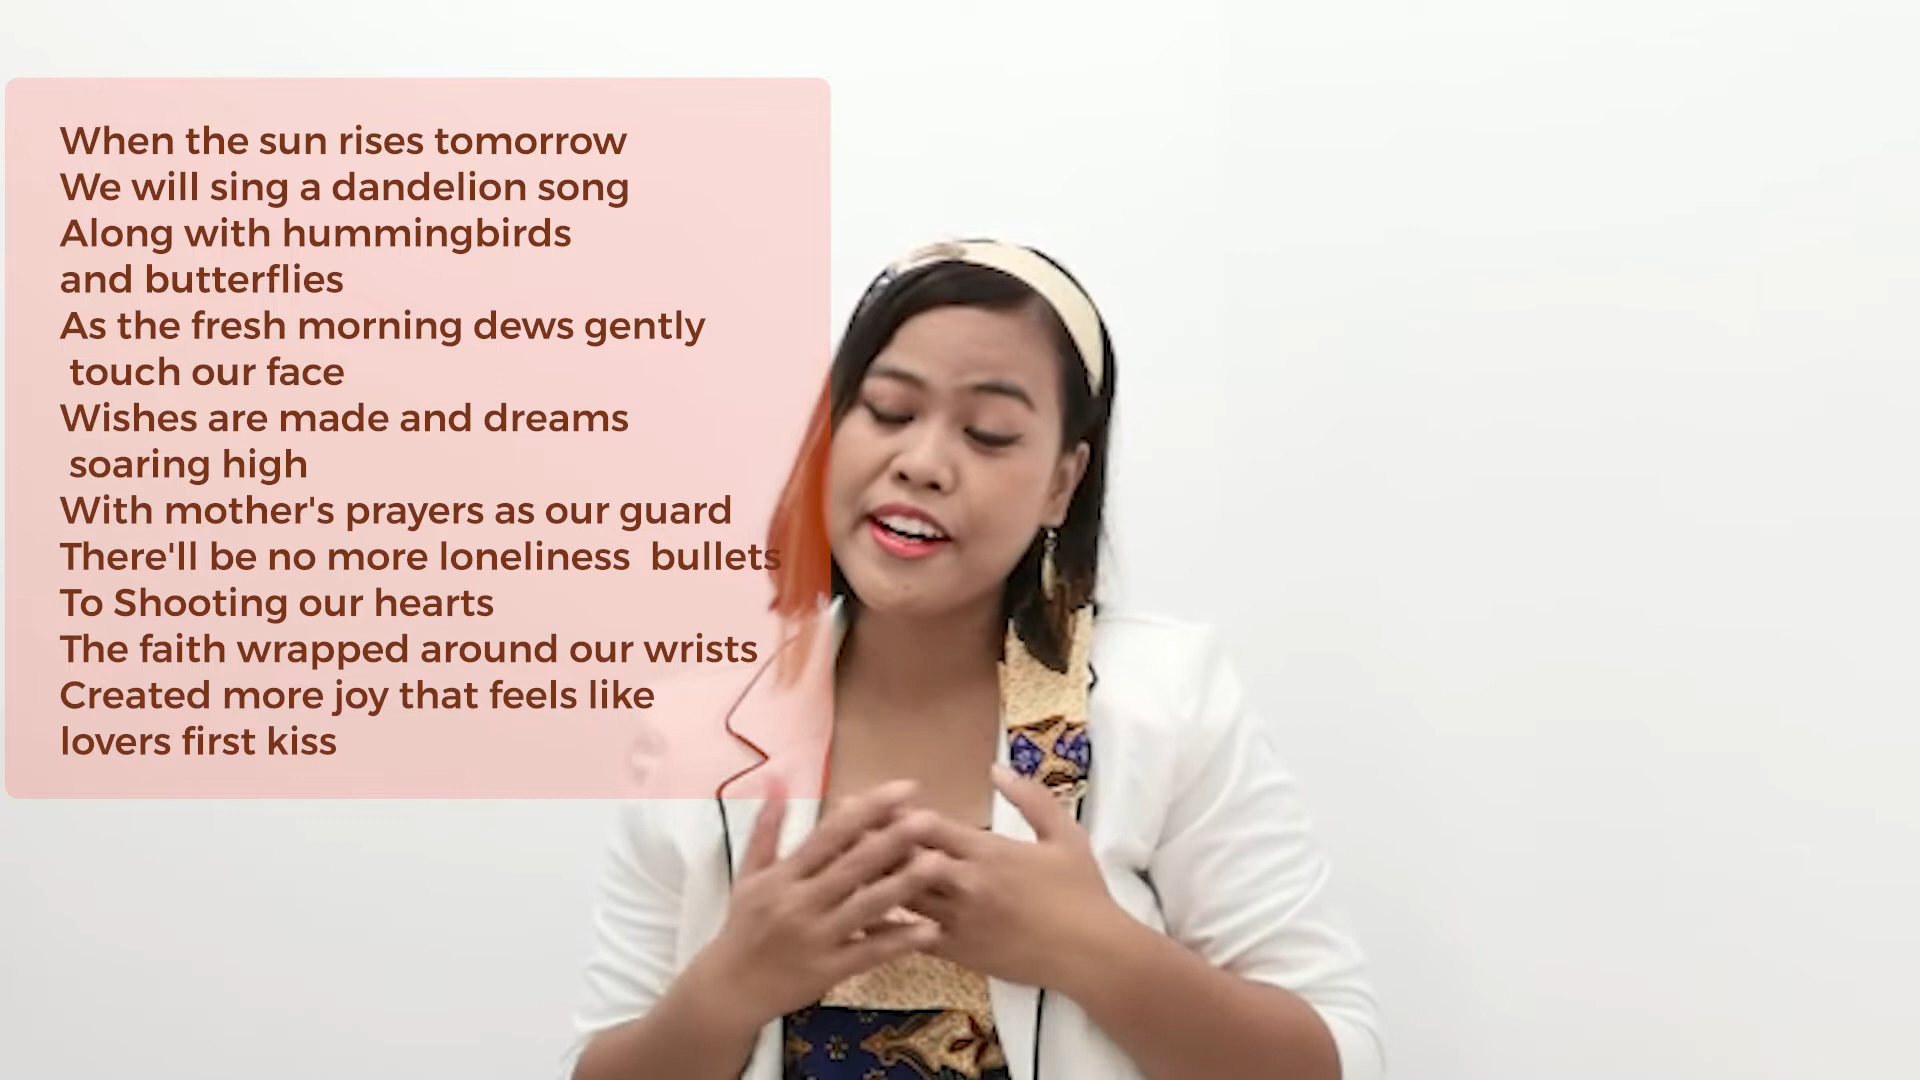 When the sun rises tomorrow
We will sing a dandelion song
Along with hummingbirds
and butterflies
As the fresh morning dews gently
touch our face
Wishes are made and dreams
soaring high
With mother's prayers as our guard
There'll be no more loneliness  bullets
To Shooting our hearts
The faith wrapped around our wrists
Created more joy that feels like
lovers first kiss